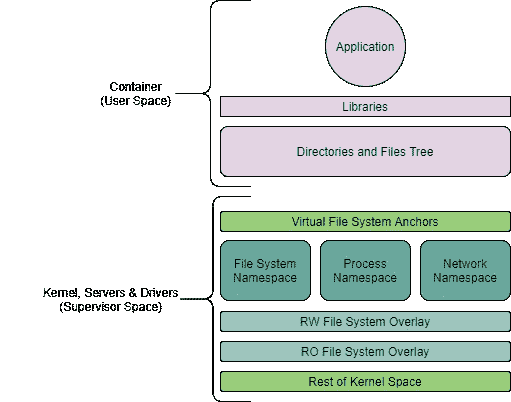 Application
Container
(User Space)
Libraries
Directories and Files Tree
Virtual File System Anchors
File System
Namespace
Process
Namespace
Network
Namespace
Kernel, Servers & Drivers
(Supervisor Space)
RW File System Overlay
RO File System Overlay
Rest of Kernel Space